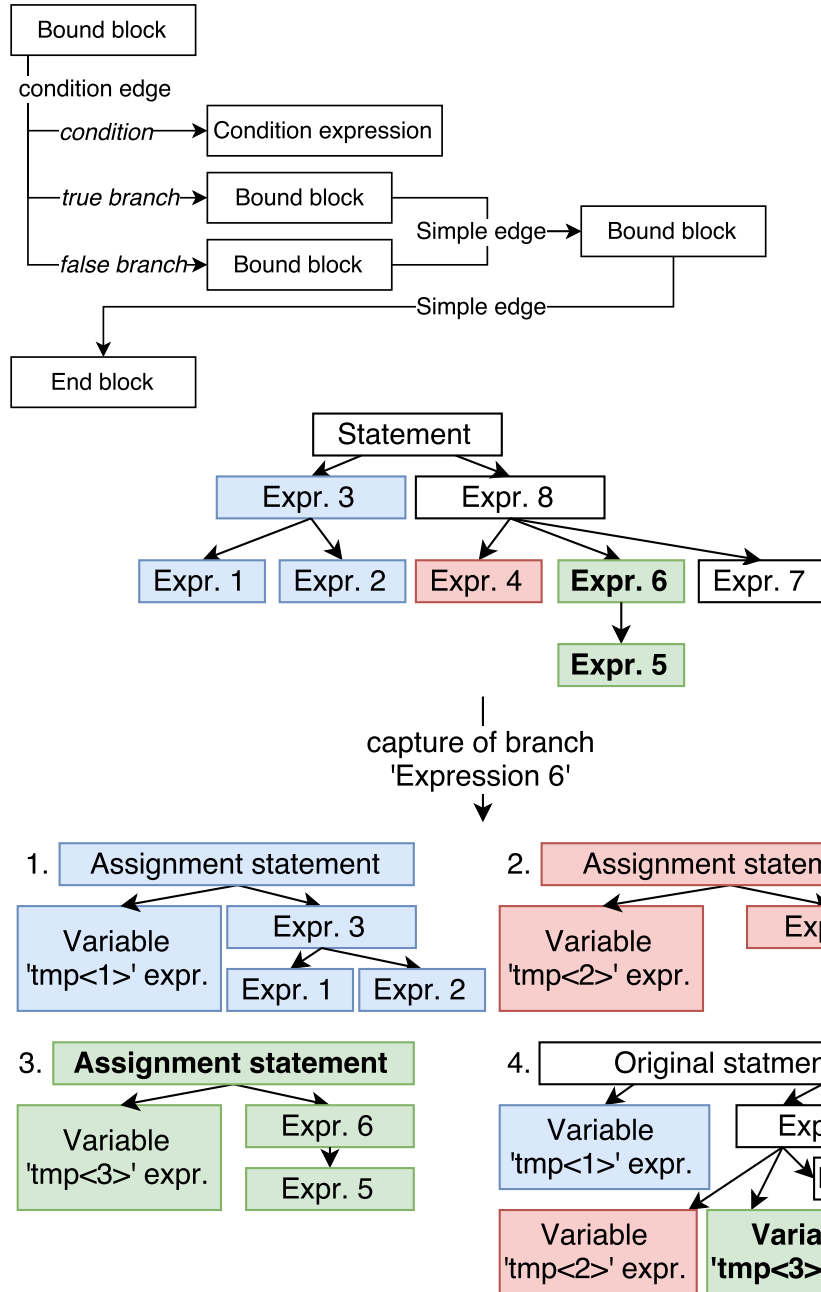 Bound block
condition edge
condition
Condition expression
true branch
Bound block
Simple edge
Bound block
false branch
Bound block
Simple edge
End block
Statement
Expr. 3
Expr. 8
Expr. 1
Expr. 2
Expr. 4
Expr. 6
Expr. 7
Expr. 5
capture of branch
'Expression 6'
1.
Assignment statement
Variable
'tmp<1>' expr.
Expr. 3
Expr. 1
Expr. 2
2.
Assignment
Variable
'tmp<2>' expr.
3.
Assignment statement
Variable
'tmp<3>' expr.
Expr. 6
Expr. 5
4.
Original
Variable
'tmp<1>' expr.
Variable
'tmp<2>' expr.
'tmp<3>